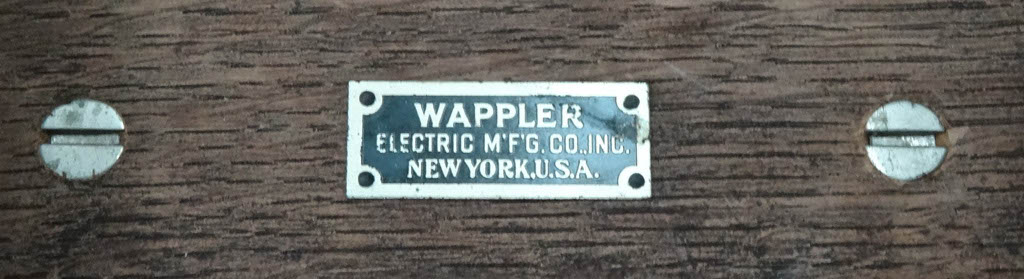 WAPPLER
ELECTRIC M'F'G. CO., INC.
NEW YORK, U.S.A.